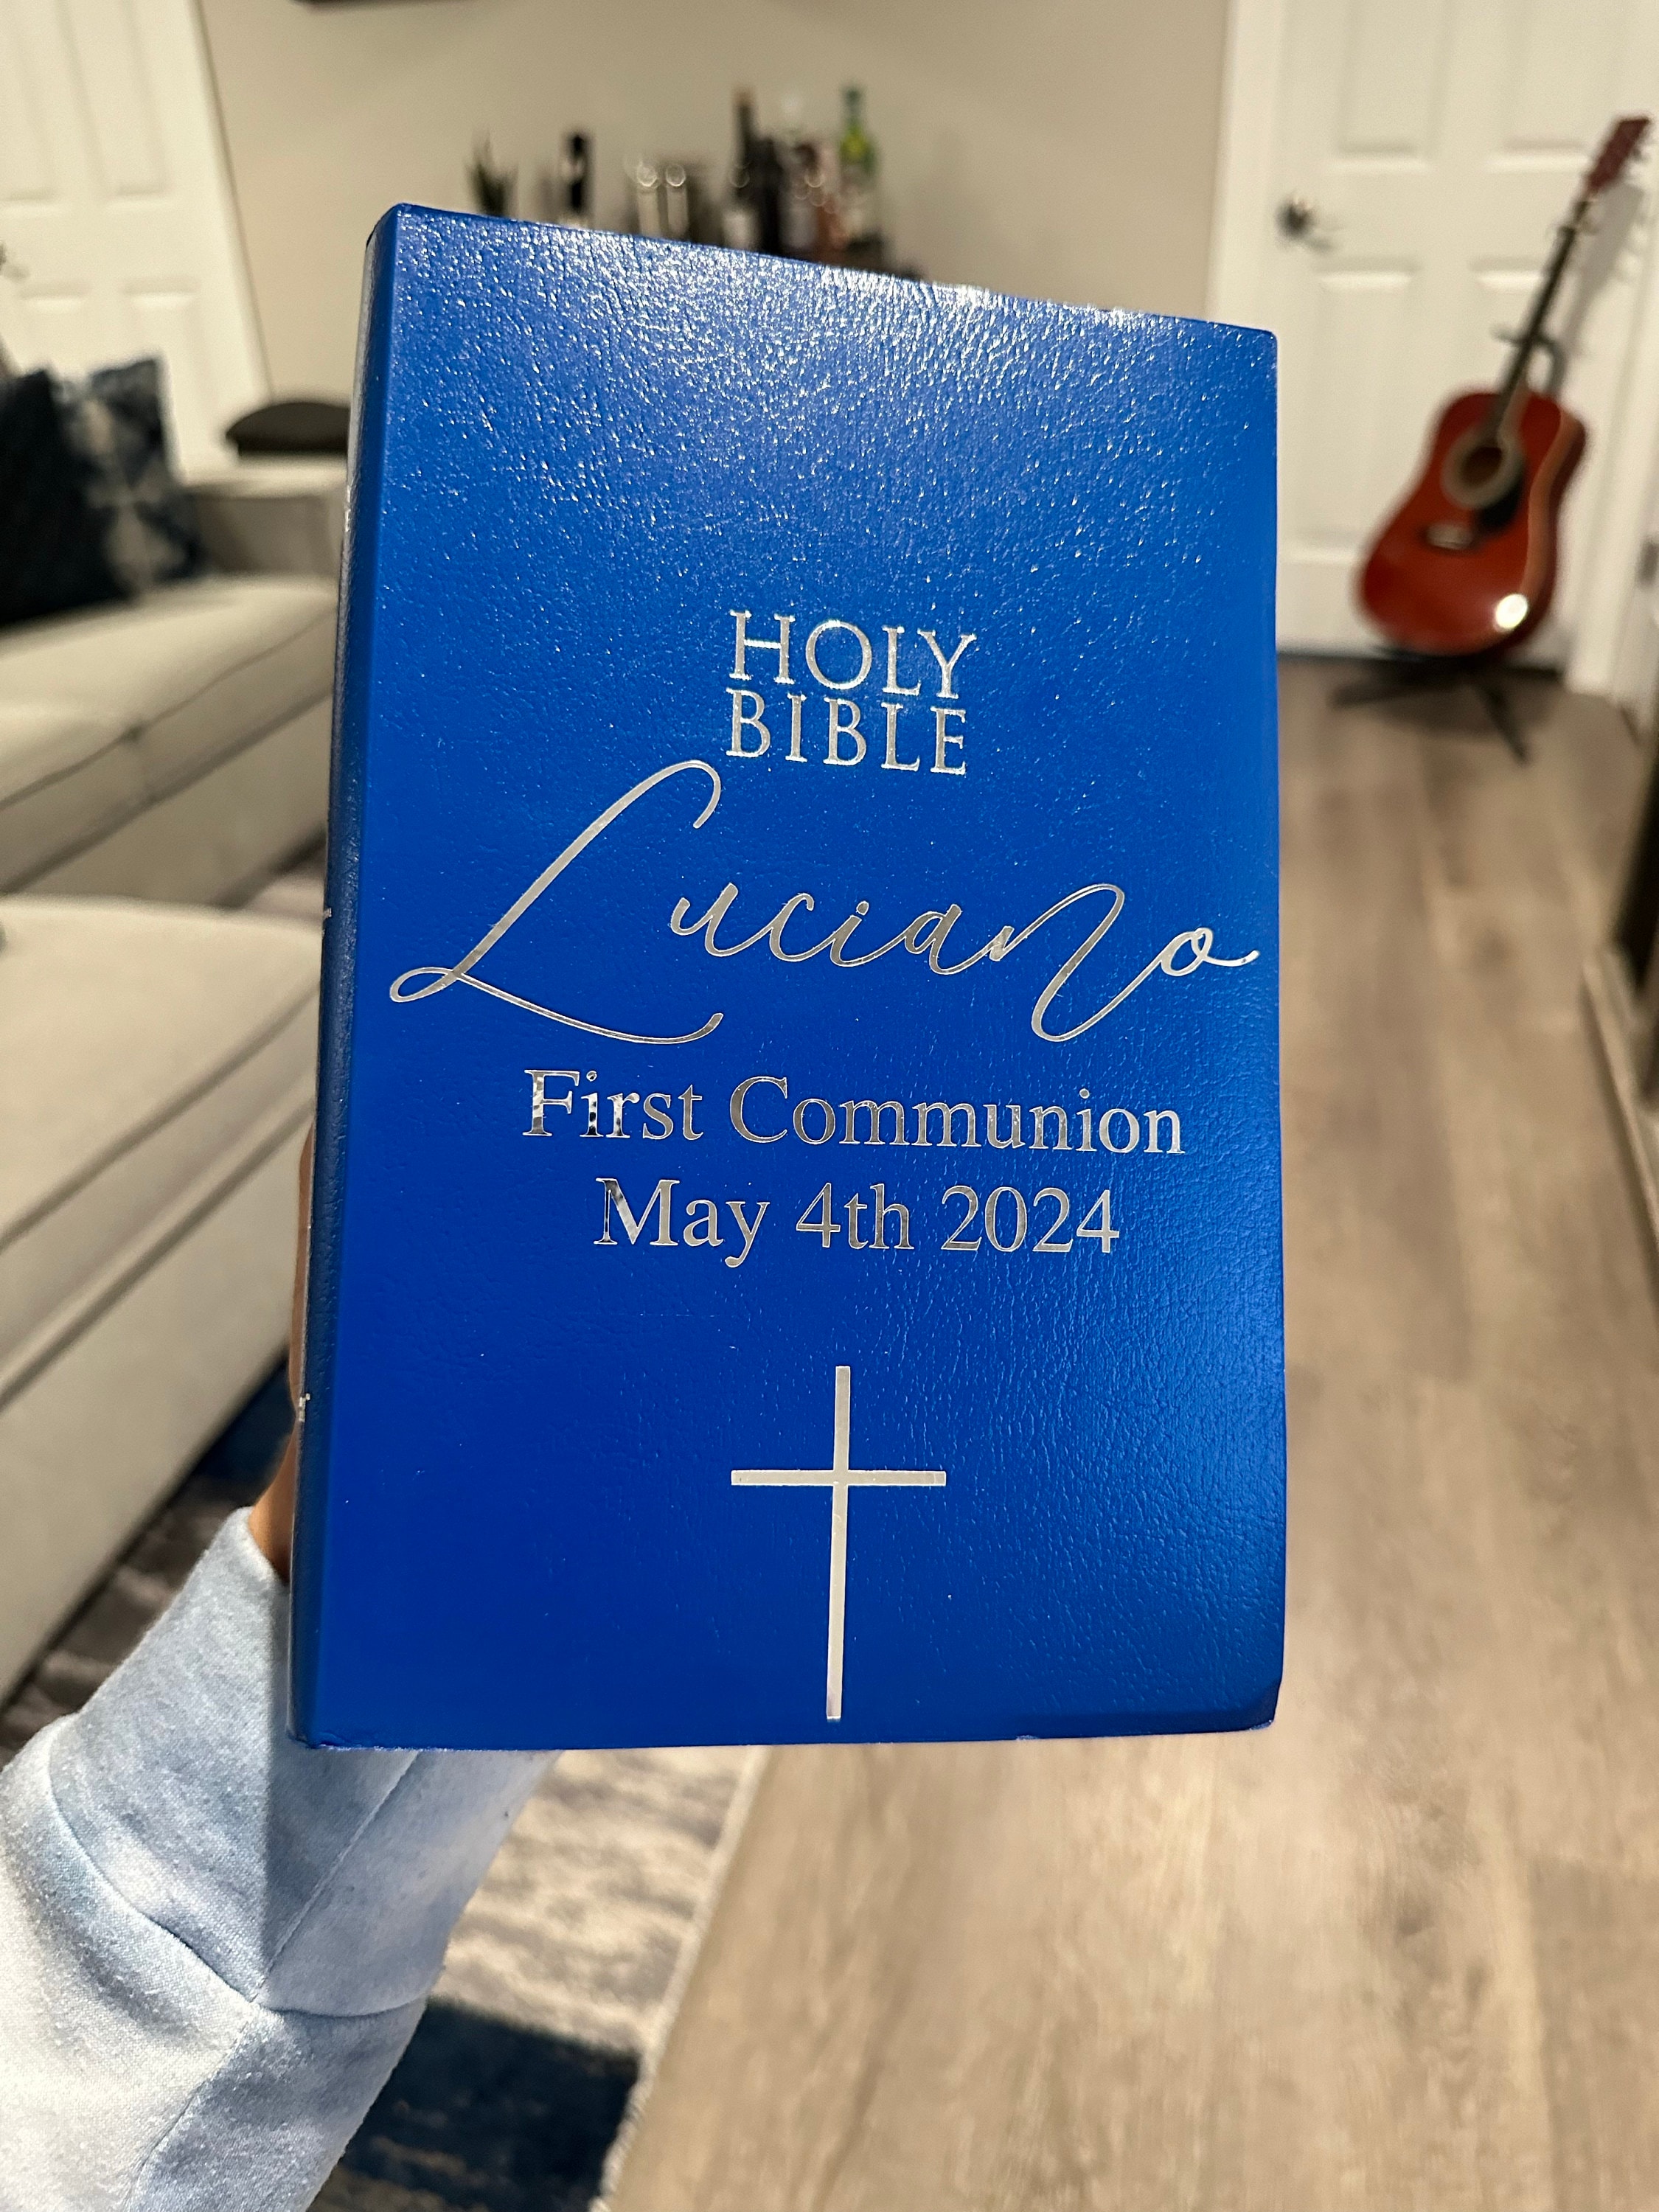 HOLY
BIBLE
Luciano
First Communion
May 4th 2024